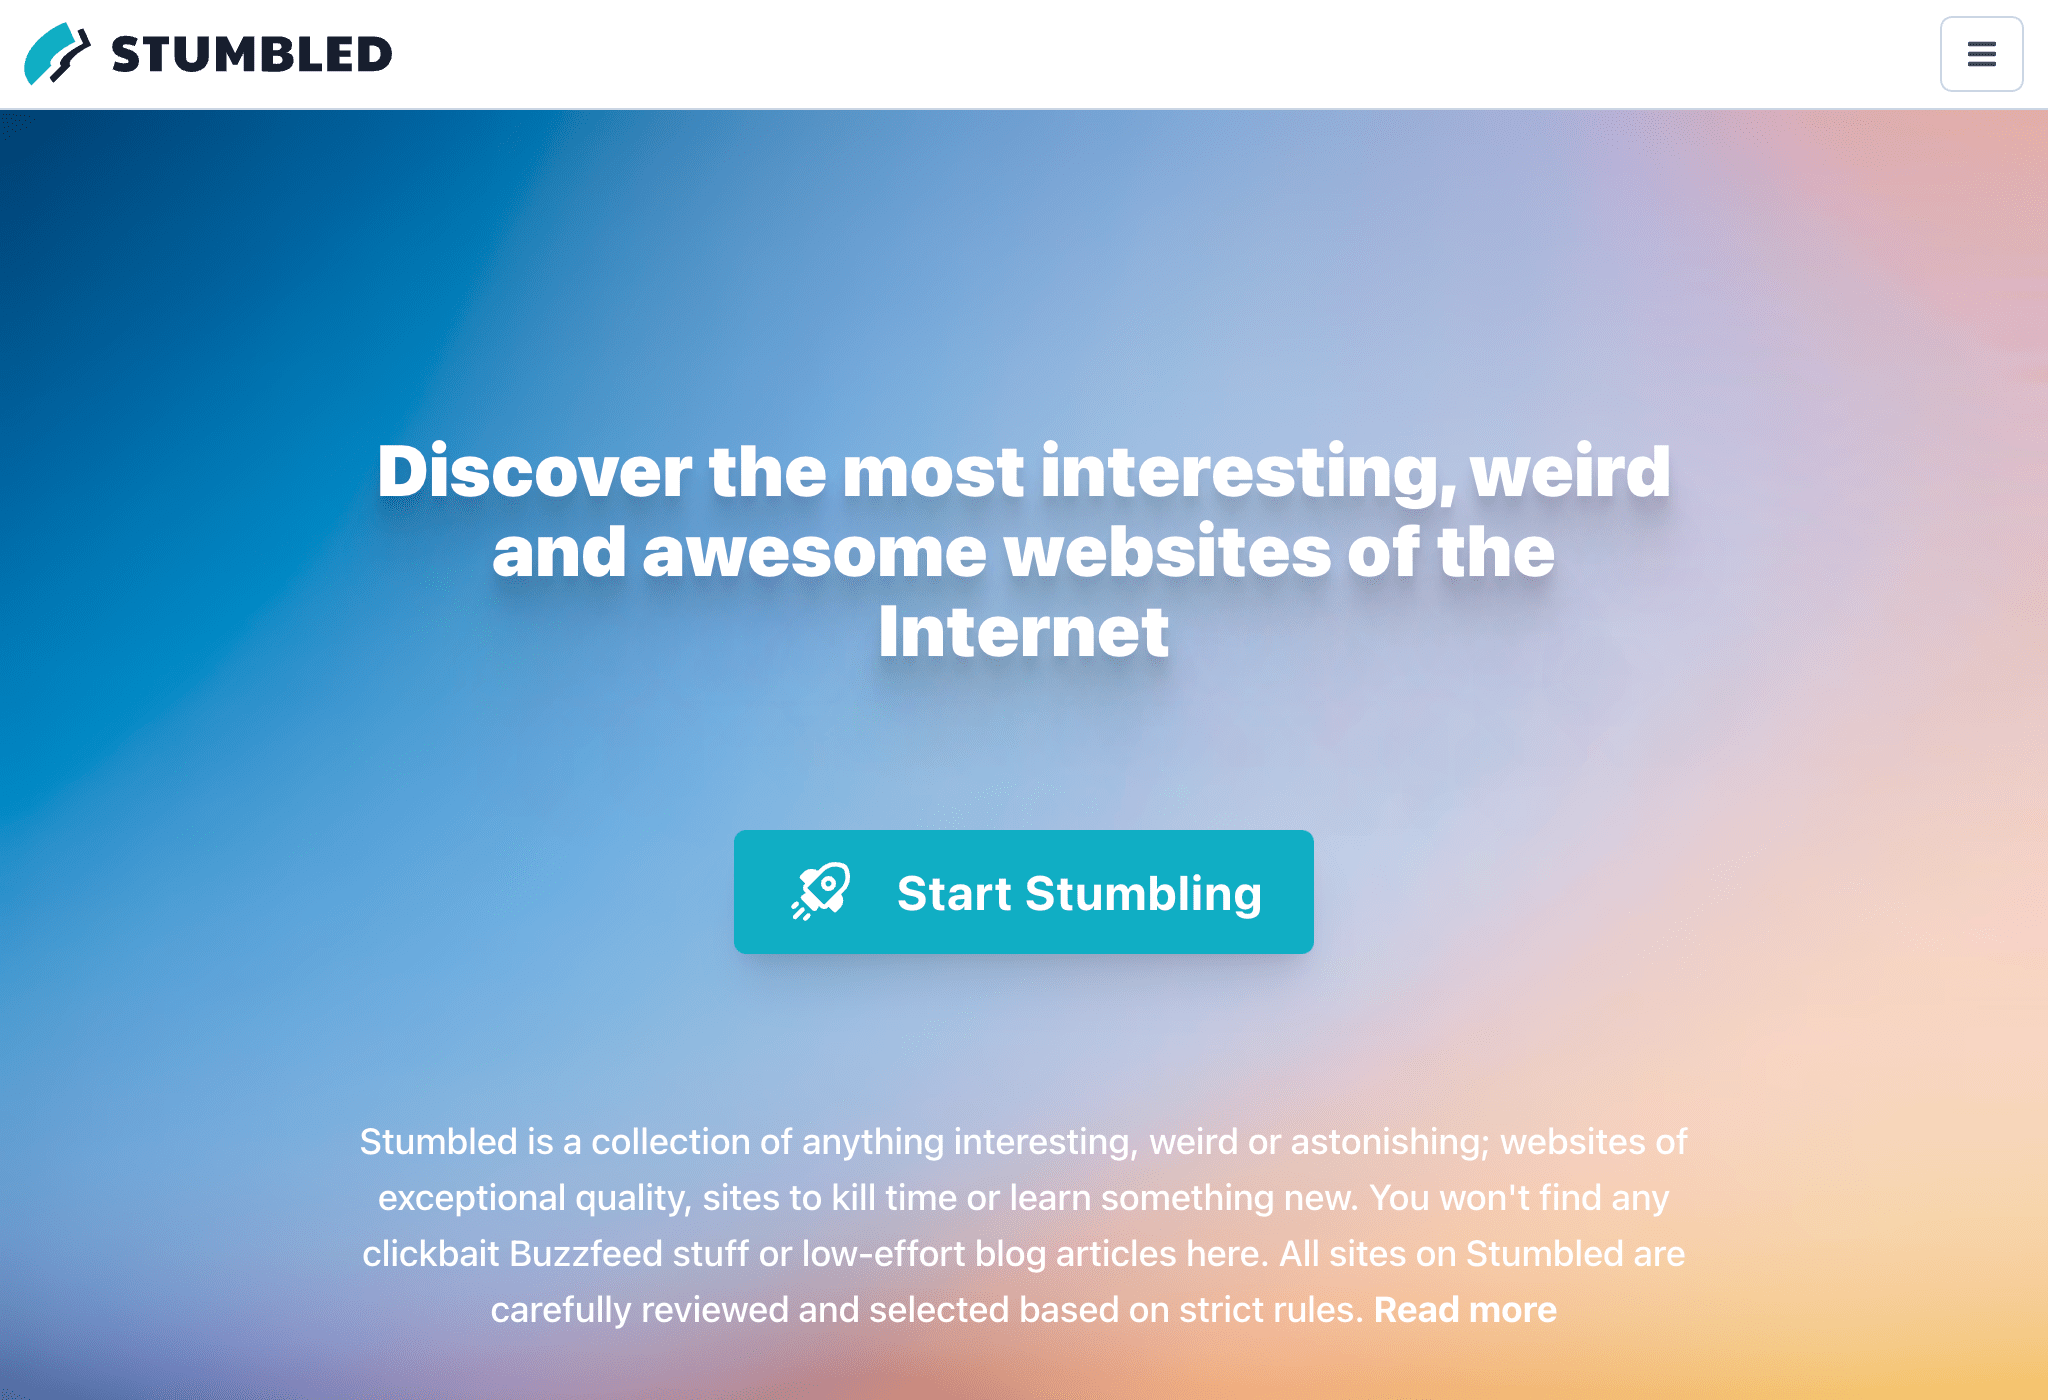 STUMBLED
Discover the most interesting, weird
and awesome websites of the
Internet
Start Stumbling
Stumbled is a collection of anything interesting, weird or astonishing; websites of
exceptional quality, sites to kill time or learn something new. You won't find any
clickbait Buzzfeed stuff or low-effort blog articles here. All sites on Stumbled are
carefully reviewed and selected based on strict rules. Read more